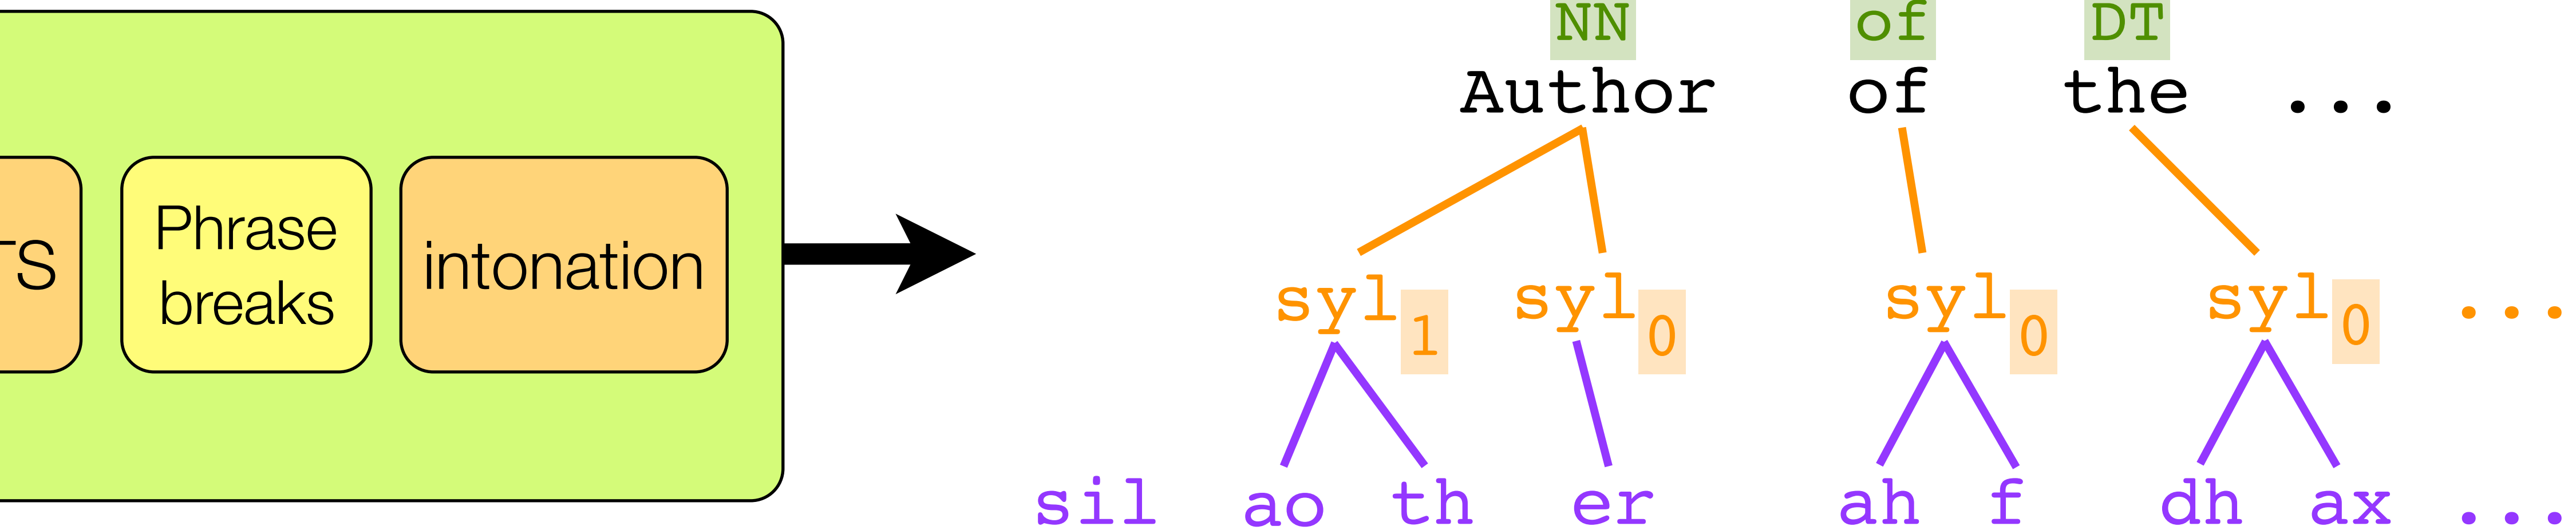 TS
Phrase
breaks
intonation
NN of DT
Author of the ...
syl1 syl0 syl0 syl0 ...
sil ao th er ah f dh ax ...